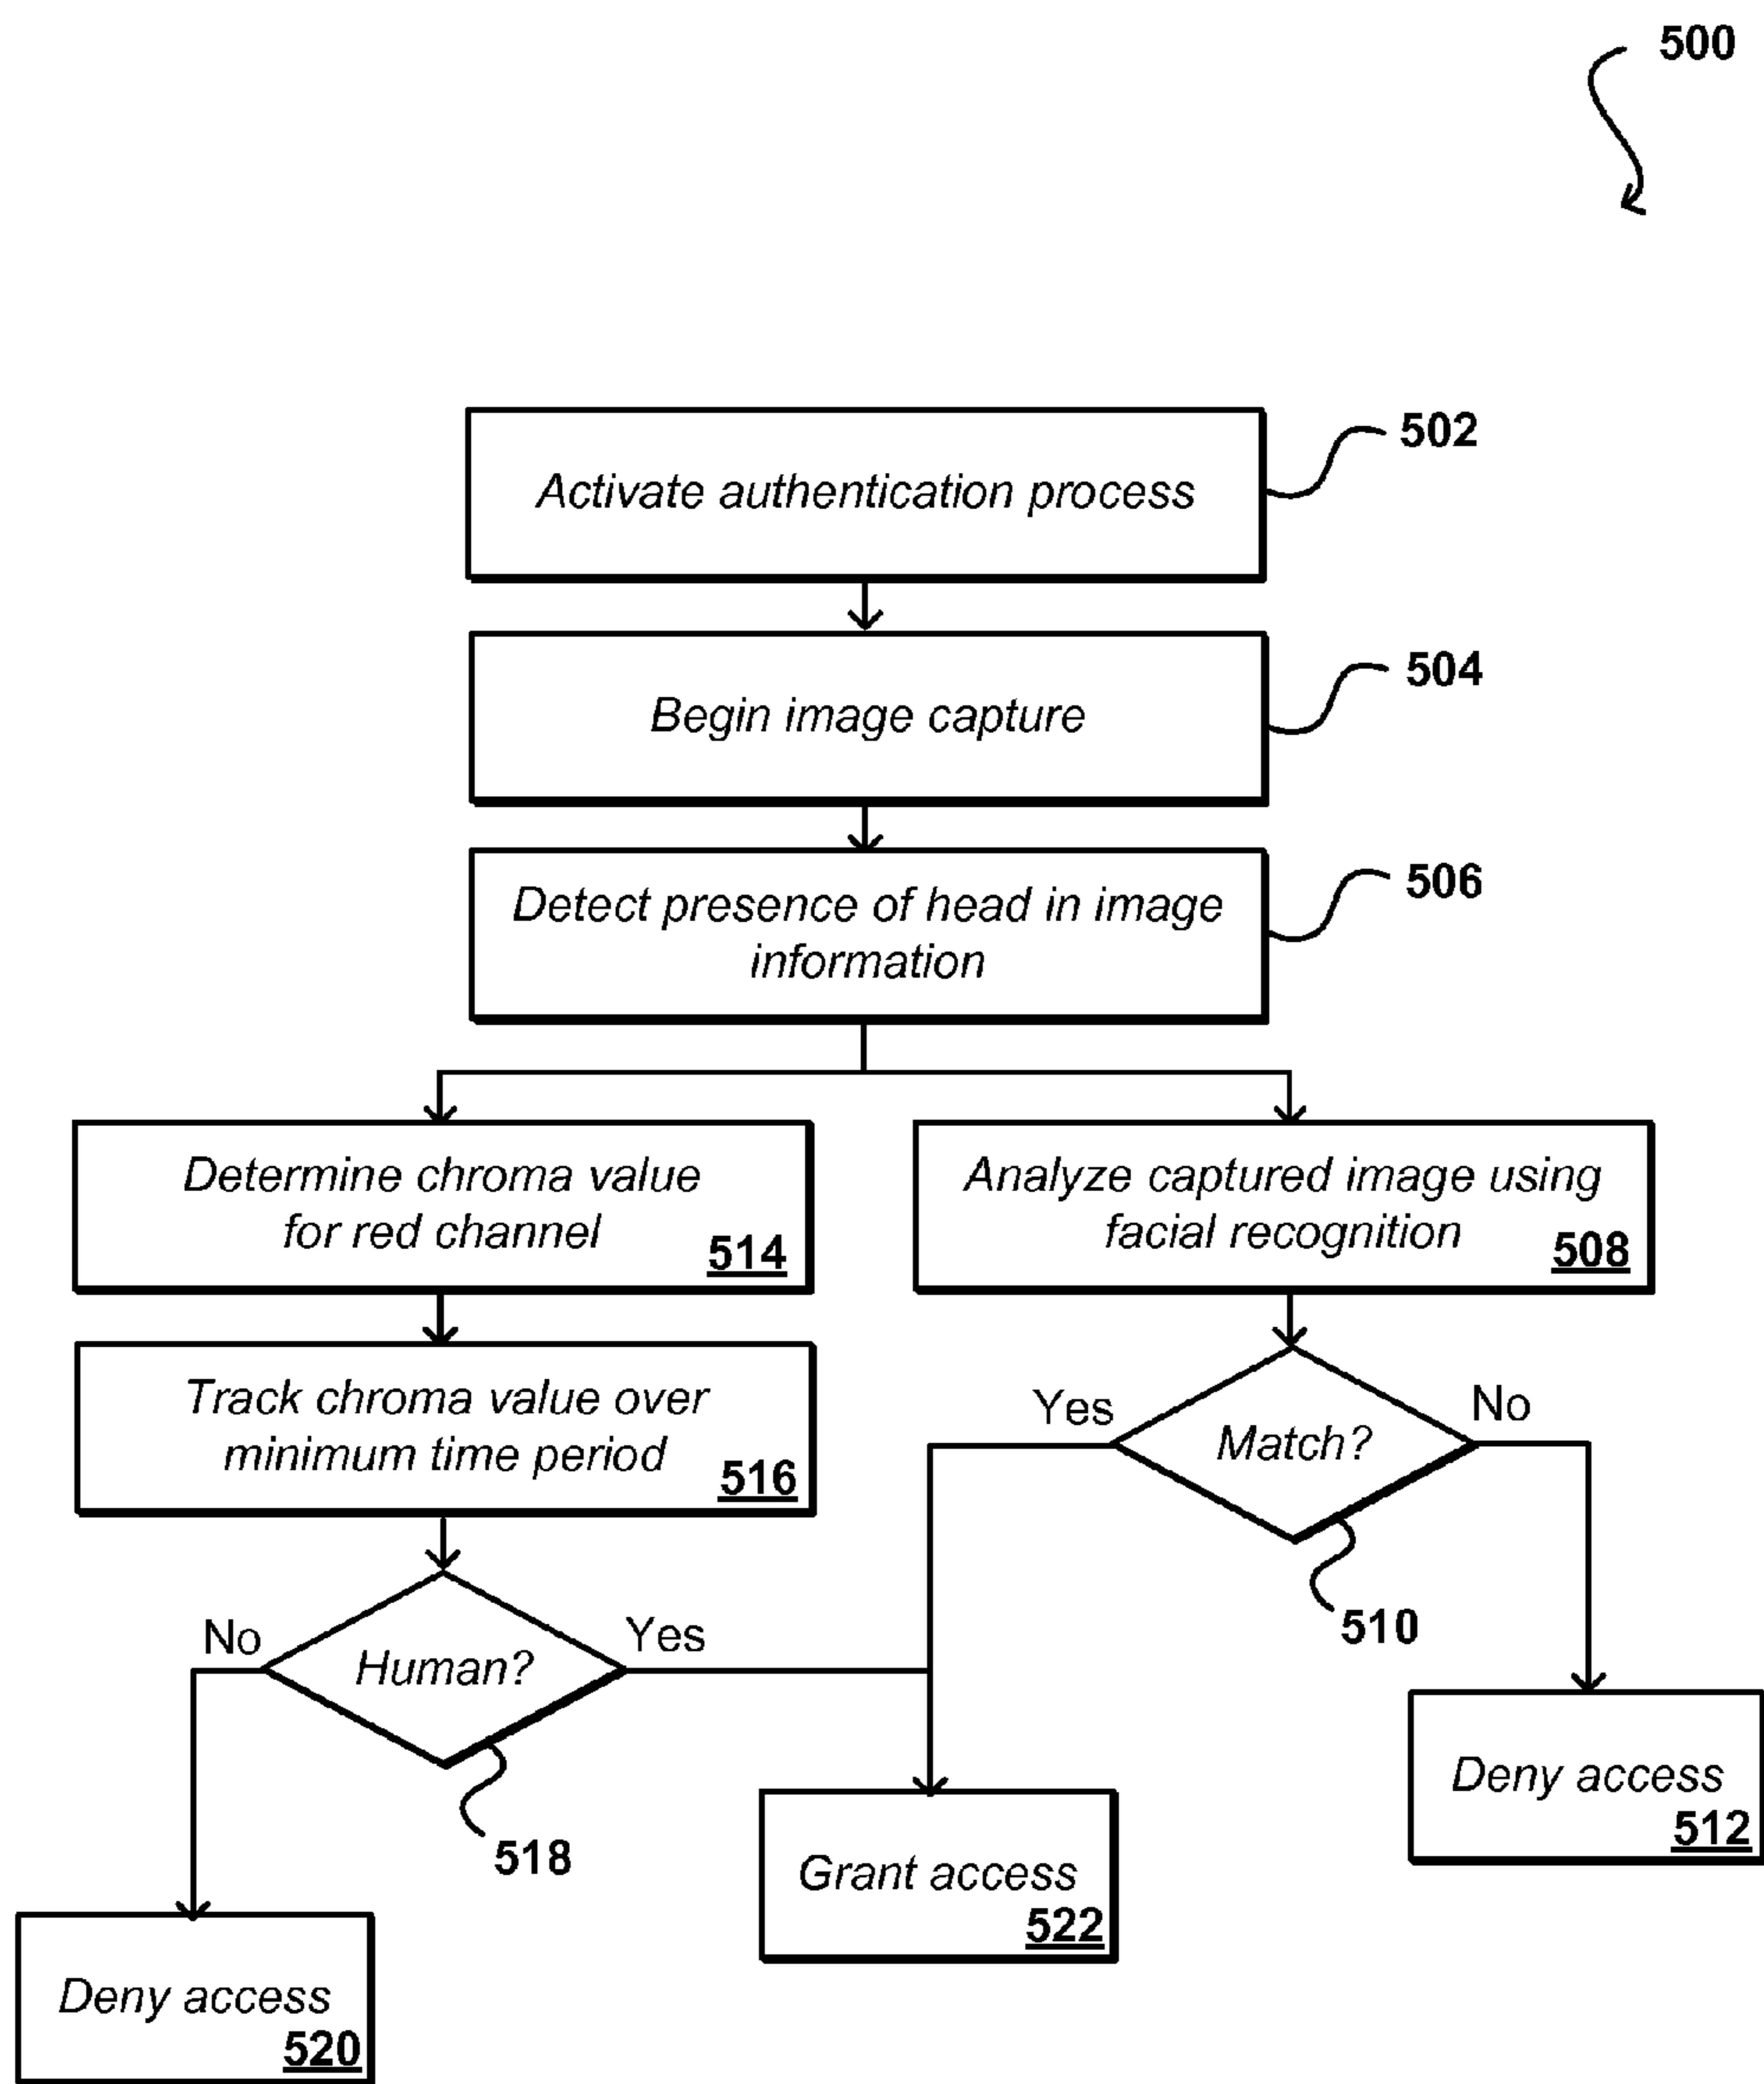 500
Activate authentication process
502
Begin image capture
504
Detect presence of head in image
information
506
Determine chroma value
for red channel
514
Analyze captured image using
facial recognition
508
Track chroma value over
minimum time period
516
Yes
Match?
No
510
No
Human?
Yes
518
Deny access
512
Grant access
522
Deny access
520